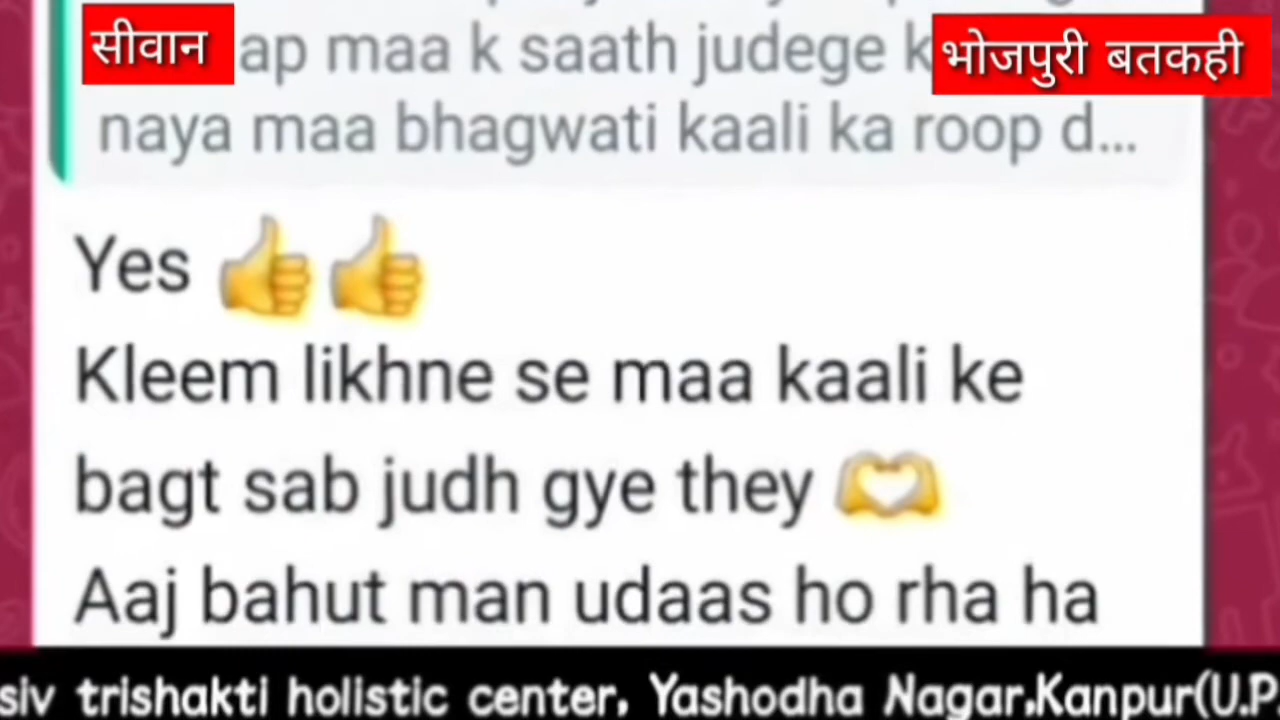 सीवान
भोजपुरी बतकही
ap maa k saath judege k
naya maa bhagwati kaali ka roop d...
Yes 👍👍
Kleem likhne se maa kaali ke
bagt sab judh gye they 🫶
Aaj bahut man udaas ho rha ha
siv trishakti holistic center, Yashodha Nagar,Kanpur(U.P.